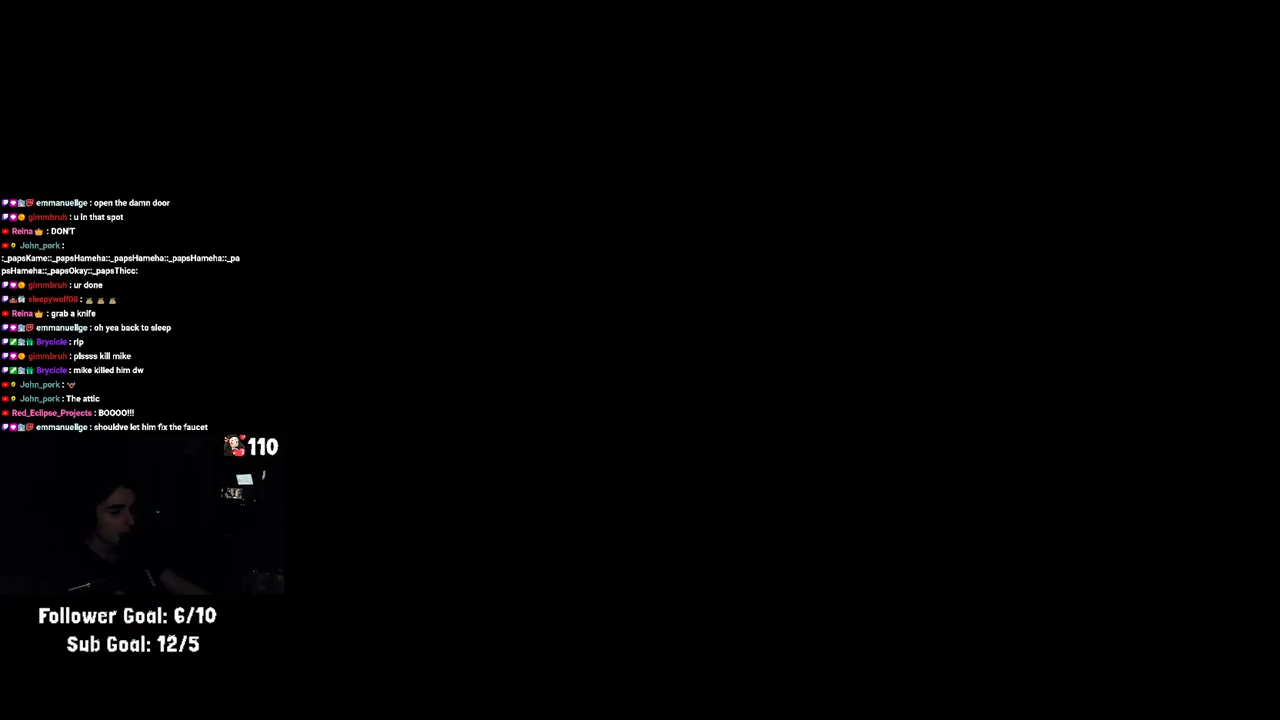 emmanuellge : open the damn door
gimmbruh : u in that spot
Reina : DON'T
John_pork :
:_papsKame::_papsHameha::_papsHameha::_papsHameha::_pa
psHameha::_papsOkay::_papsThicc:
gimmbruh : ur done
sleepywolf08 :
Reina : grab a knife
emmanuellge : oh yea back to sleep
Brycicle : rip
gimmbruh : plssss kill mike
Brycicle : mike killed him dw
John_pork :
John_pork : The attic
Red_Eclipse_Projects : BOOOO!!!
emmanuellge : shouldve let him fix the faucet
110
Follower Goal: 6/10
Sub Goal: 12/5